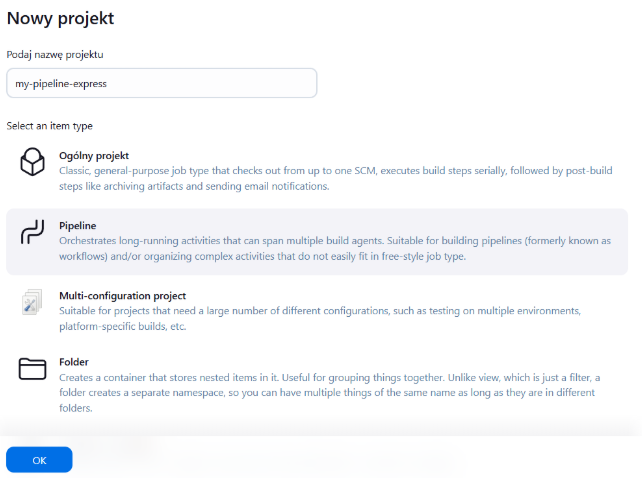 Nowy projekt
Podaj nazwę projektu
my-pipeline-express
Select an item type
Ogólny projekt
Classic, general-purpose job type that checks out from up to one SCM, executes build steps serially, followed by post-build
steps like archiving artifacts and sending email notifications.
Pipeline
Orchestrates long-running activities that can span multiple build agents. Suitable for building pipelines (formerly known as
workflows) and/or organizing complex activities that do not easily fit in free-style job type.
Multi-configuration project
Suitable for projects that need a large number of different configurations, such as testing on multiple environments,
platform-specific builds, etc.
Folder
Creates a container that stores nested items in it. Useful for grouping things together. Unlike view, which is just a filter, a
folder creates a separate namespace, so you can have multiple things of the same name as long as they are in different
folders.
OK